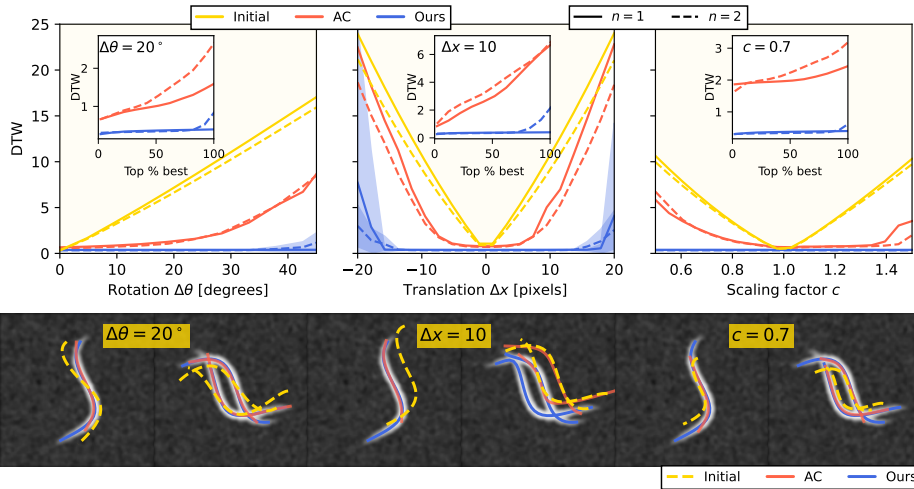 Initial AC Ours
n = 1 n = 2
DTW
25
20
15
10
5
0
Δθ = 20°
DTW
2
1
0 50 100
Top % best
0 10 20 30 40
Rotation Δθ [degrees]
Δx = 10
DTW
6
4
2
0
0 50 100
Top % best
−20 −10 0 10 20
Translation Δx [pixels]
c = 0.7
DTW
3
2
1
0
0 50 100
Top % best
0.6 0.8 1.0 1.2 1.4
Scaling factor c
Δθ = 20°
Δx = 10
c = 0.7
Initial AC Ours